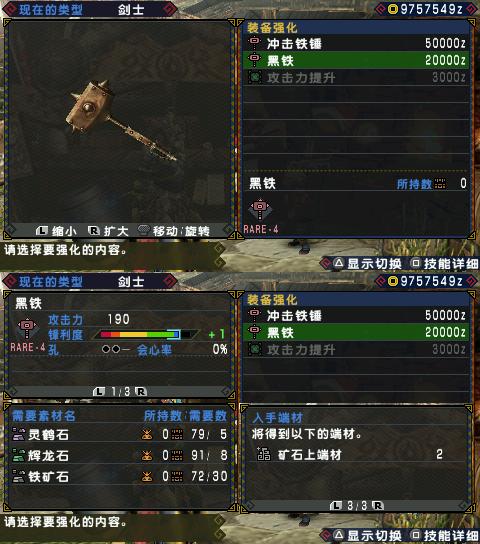 现在的类型 剑士
9757549z
装备强化
冲击铁锤 50000z
黑铁 20000z
攻击力提升 3000z
黑铁 所持数 0
RARE-4
L 缩小 R 扩大 移动/旋转
请选择要强化的内容。
△显示切换 □技能详细
现在的类型 剑士
9757549z
黑铁
攻击力 190
RARE-4
锋利度 +1
孔 ○○— 会心率 0%
L 1/3 R
装备强化
冲击铁锤 50000z
黑铁 20000z
攻击力提升 3000z
需要素材名 所持数/需要数
灵鹤石 0 79/ 5
辉龙石 0 91/ 8
铁矿石 0 72/30
入手端材
将得到以下的端材。
矿石上端材 2
L 3/3 R
请选择要强化的内容。
△显示切换 □技能详细